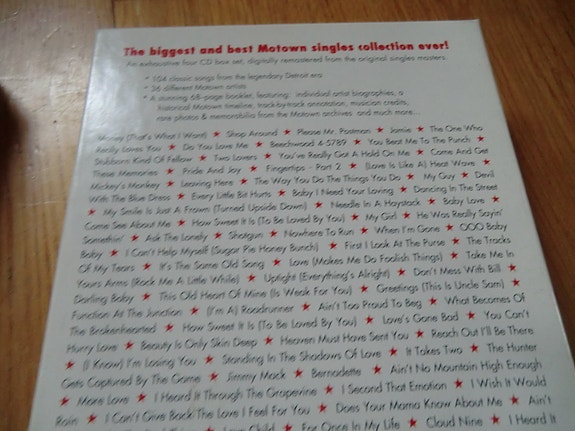 The biggest and best Motown singles collection ever!
An exhaustive four CD box set, digitally remastered from the original singles masters.
* 104 classic songs from the legendary Detroit era
* 36 different Motown artists
* A stunning 68-page booklet, featuring: individual artist biographies, a
historical Motown timeline, track-by-track annotation, musician credits,
rare photos & memorabilia from the Motown archives and much more...
Money (That's What I Want) ★ Shop Around ★ Please Mr. Postman ★ Jamie ★ The One Who
Really Loves You ★ Do You Love Me ★ Beechwood 4-5789 ★ You Beat Me To The Punch ★
Stubborn Kind Of Fellow ★ Two Lovers ★ You've Really Got A Hold On Me ★ Come And Get
These Memories ★ Pride And Joy ★ Fingertips - Part 2 ★ (Love Is Like A) Heat Wave ★
Mickey's Monkey ★ Leaving Here ★ The Way You Do The Things You Do ★ My Guy ★ Devil
With The Blue Dress ★ Every Little Bit Hurts ★ Baby I Need Your Loving ★ Dancing In The Street
★ My Smile Is Just A Frown (Turned Upside Down) ★ Needle In A Haystack ★ Baby Love ★
Come See About Me ★ How Sweet It Is (To Be Loved By You) ★ My Girl ★ He Was Really Sayin'
Somethin' ★ Ask The Lonely ★ Shotgun ★ Nowhere To Run ★ When I'm Gone ★ OOO Baby
Baby ★ I Can't Help Myself (Sugar Pie Honey Bunch) ★ First I Look At The Purse ★ The Tracks
Of My Tears ★ It's The Same Old Song ★ Love (Makes Me Do Foolish Things) ★ Take Me In
Yours Arms (Rock Me A Little While) ★ Uptight (Everything's Alright) ★ Don't Mess With Bill ★
Darling Baby ★ This Old Heart Of Mine (Is Weak For You) ★ Greetings (This Is Uncle Sam) ★
Function At The Junction ★ (I'm A) Roadrunner ★ Ain't Too Proud To Beg ★ What Becomes Of
The Brokenhearted ★ How Sweet It Is (To Be Loved By You) ★ Love's Gone Bad ★ You Can't
Hurry Love ★ Beauty Is Only Skin Deep ★ Heaven Must Have Sent You ★ Reach Out I'll Be There
★ (I Know) I'm Losing You ★ Standing In The Shadows Of Love ★ It Takes Two ★ The Hunter
Gets Captured By The Game ★ Jimmy Mack ★ Bernadette ★ Ain't No Mountain High Enough
★ More Love ★ I Heard It Through The Grapevine ★ I Second That Emotion ★ I Wish It Would
Rain ★ I Can't Give Back The Love I Feel For You ★ Does Your Mama Know About Me ★ Ain't
Love Child ★ For Once In My Life ★ Cloud Nine ★ I Heard It